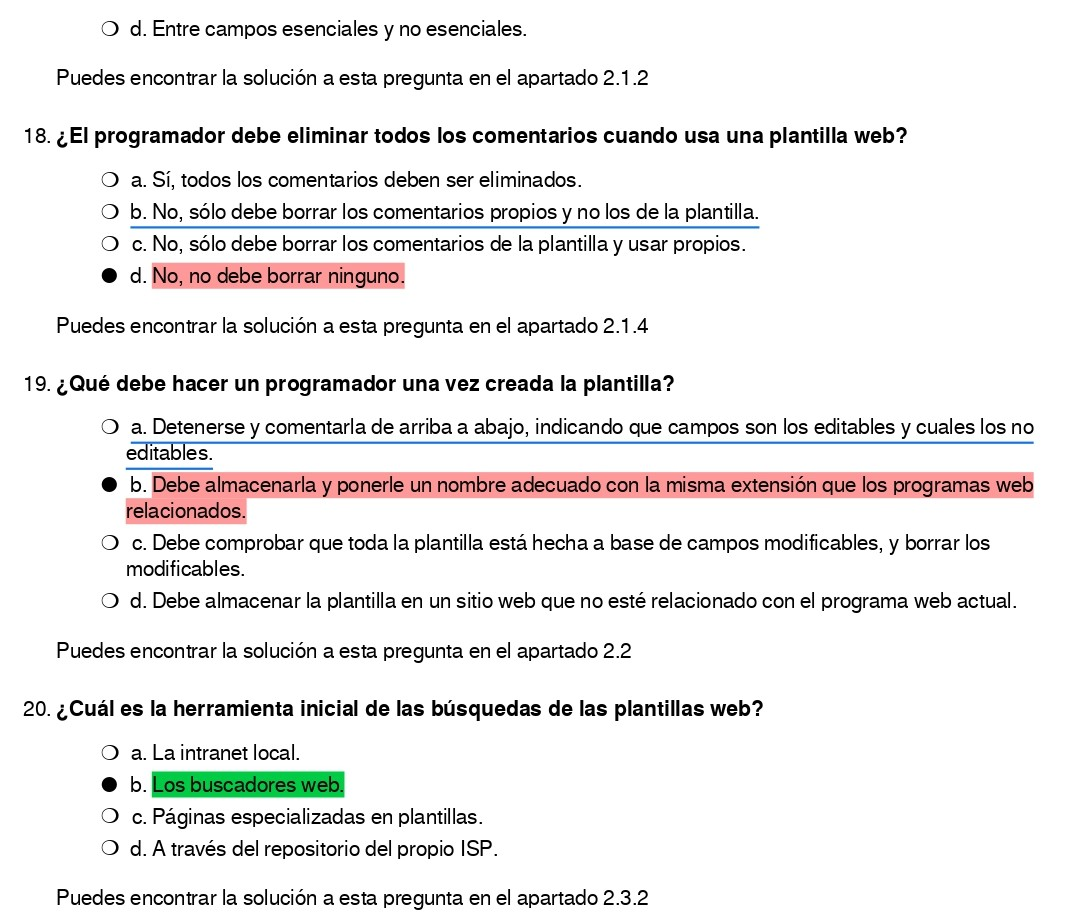 d. Entre campos esenciales y no esenciales.
Puedes encontrar la solución a esta pregunta en el apartado 2.1.2
18. ¿El programador debe eliminar todos los comentarios cuando usa una plantilla web?
a. Sí, todos los comentarios deben ser eliminados.
b. No, sólo debe borrar los comentarios propios y no los de la plantilla.
c. No, sólo debe borrar los comentarios de la plantilla y usar propios.
d. No, no debe borrar ninguno.
Puedes encontrar la solución a esta pregunta en el apartado 2.1.4
19. ¿Qué debe hacer un programador una vez creada la plantilla?
a. Detenerse y comentarla de arriba a abajo, indicando que campos son los editables y cuales los no
editables.
b. Debe almacenarla y ponerle un nombre adecuado con la misma extensión que los programas web
relacionados.
c. Debe comprobar que toda la plantilla está hecha a base de campos modificables, y borrar los
modificables.
d. Debe almacenar la plantilla en un sitio web que no esté relacionado con el programa web actual.
Puedes encontrar la solución a esta pregunta en el apartado 2.2
20. ¿Cuál es la herramienta inicial de las búsquedas de las plantillas web?
a. La intranet local.
b. Los buscadores web.
c. Páginas especializadas en plantillas.
d. A través del repositorio del propio ISP.
Puedes encontrar la solución a esta pregunta en el apartado 2.3.2